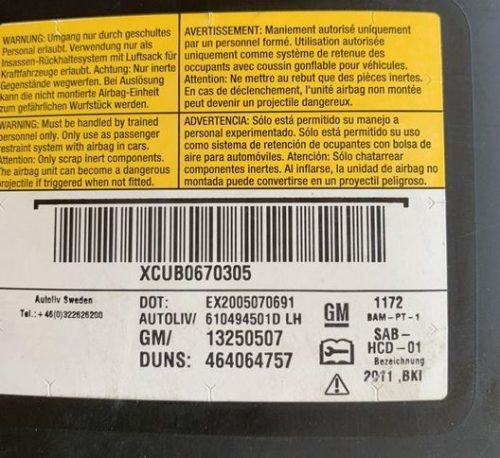 WARNUNG: Umgang nur durch geschultes
Personal erlaubt. Verwendung nur als
Insassen-Rückhaltesystem mit Luftsack für
Kraftfahrzeuge erlaubt. Achtung: Nur inerte
Gegenstände wegwerfen. Bei Auslösung
kann die nicht montierte Airbag-Einheit
zum gefährlichen Wurfstück werden.
AVERTISSEMENT: Maniement autorisé uniquement
par un personnel formé. Utilisation autorisée
uniquement comme système de retenue des
occupants avec coussin gonflable pour véhicules.
Attention: Ne mettre au rebut que des pièces inertes.
En cas de déclenchement, l'unité airbag non montée
peut devenir un projectile dangereux.
WARNING: Must be handled by trained
personnel only. Use only as passenger
restraint system with airbag in cars.
Attention: Only scrap inert components.
The airbag unit can become a dangerous
projectile if triggered when not fitted.
ADVERTENCIA: Sólo está permitido su manejo a
personal experimentado. Sólo está permitido su uso
como sistema de retención de ocupantes con bolsa de
aire para automóviles. Atención: Sólo chatarrear
componentes inertes. Al inflarse, la unidad de airbag no
montada puede convertirse en un proyectil peligroso.
XCUB0670305
Autoliv Sweden
Tel.: +46(0)322626200
DOT: EX2005070691
AUTOLIV/ 610494501D LH
GM/ 13250507
DUNS: 464064757
GM 1172
BAM-PT-1
SAB-
HCD-01
Bezeichnung
2011 .BKI